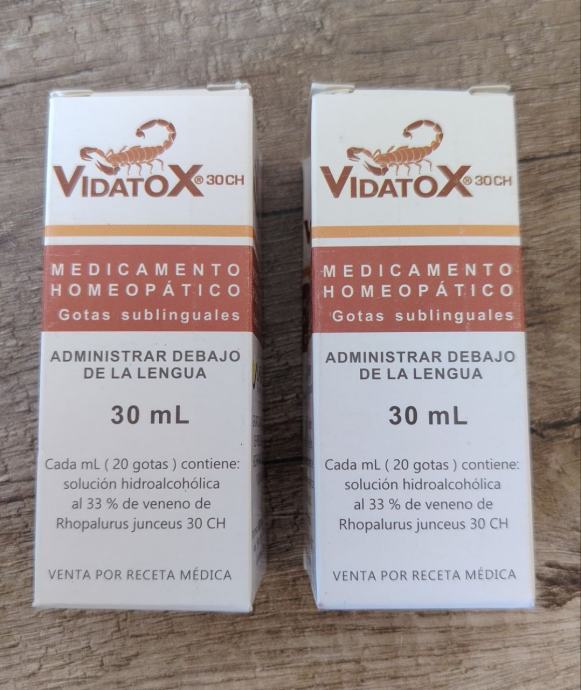 VIDATOX® 30CH
MEDICAMENTO
HOMEOPÁTICO
Gotas sublinguales
ADMINISTRAR DEBAJO
DE LA LENGUA
30 mL
Cada mL ( 20 gotas ) contiene:
solución hidroalcohólica
al 33 % de veneno de
Rhopalurus junceus 30 CH
VENTA POR RECETA MÉDICA
VIDATOX® 30CH
MEDICAMENTO
HOMEOPÁTICO
Gotas sublinguales
ADMINISTRAR DEBAJO
DE LA LENGUA
30 mL
Cada mL ( 20 gotas ) contiene:
solución hidroalcohólica
al 33 % de veneno de
Rhopalurus junceus 30 CH
VENTA POR RECETA MÉDICA